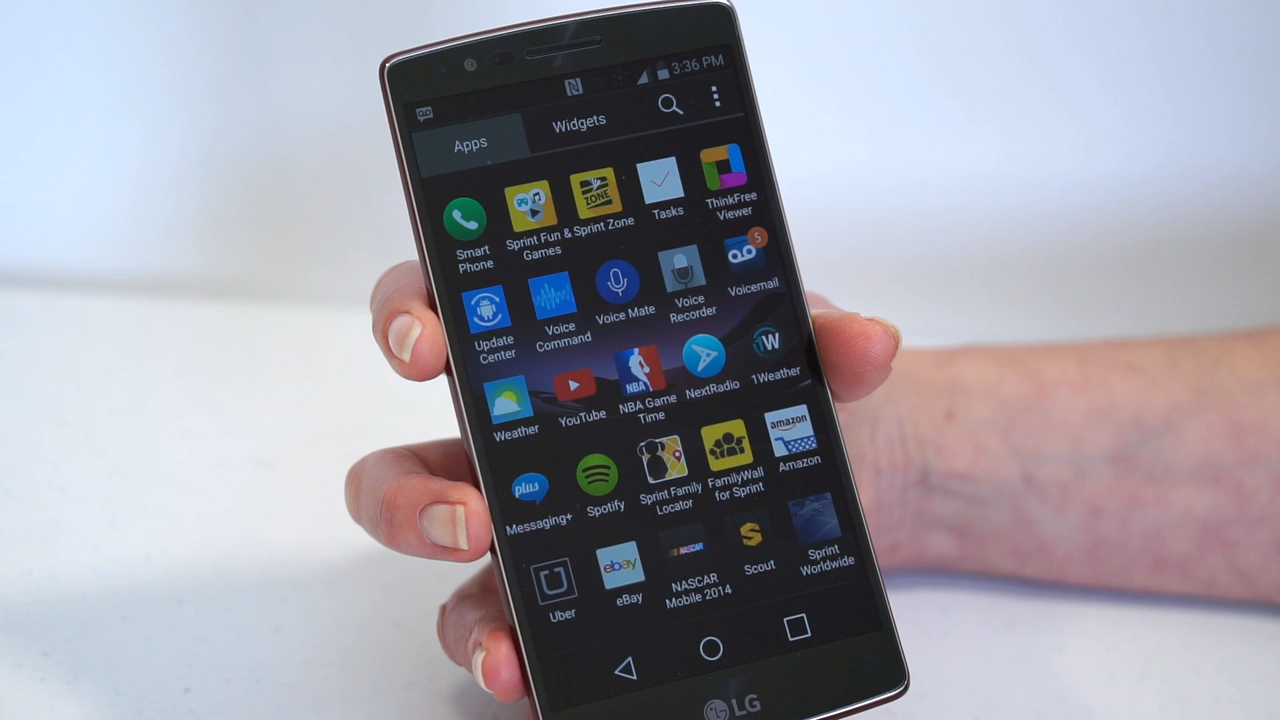 3:36 PM
Apps
Widgets
ZONE
Smart
Phone
Sprint Fun &
Games
Sprint Zone
Tasks
ThinkFree
Viewer
5
Update
Center
Voice
Command
Voice Mate
Voice
Recorder
Voicemail
NBA
1W
Weather
YouTube
NBA Game
Time
NextRadio
1Weather
plus
amazon
Messaging+
Spotify
Sprint Family
Locator
FamilyWall
for Sprint
Amazon
ebay
NASCAR
Uber
eBay
NASCAR
Mobile 2014
Scout
Sprint
Worldwide
LG